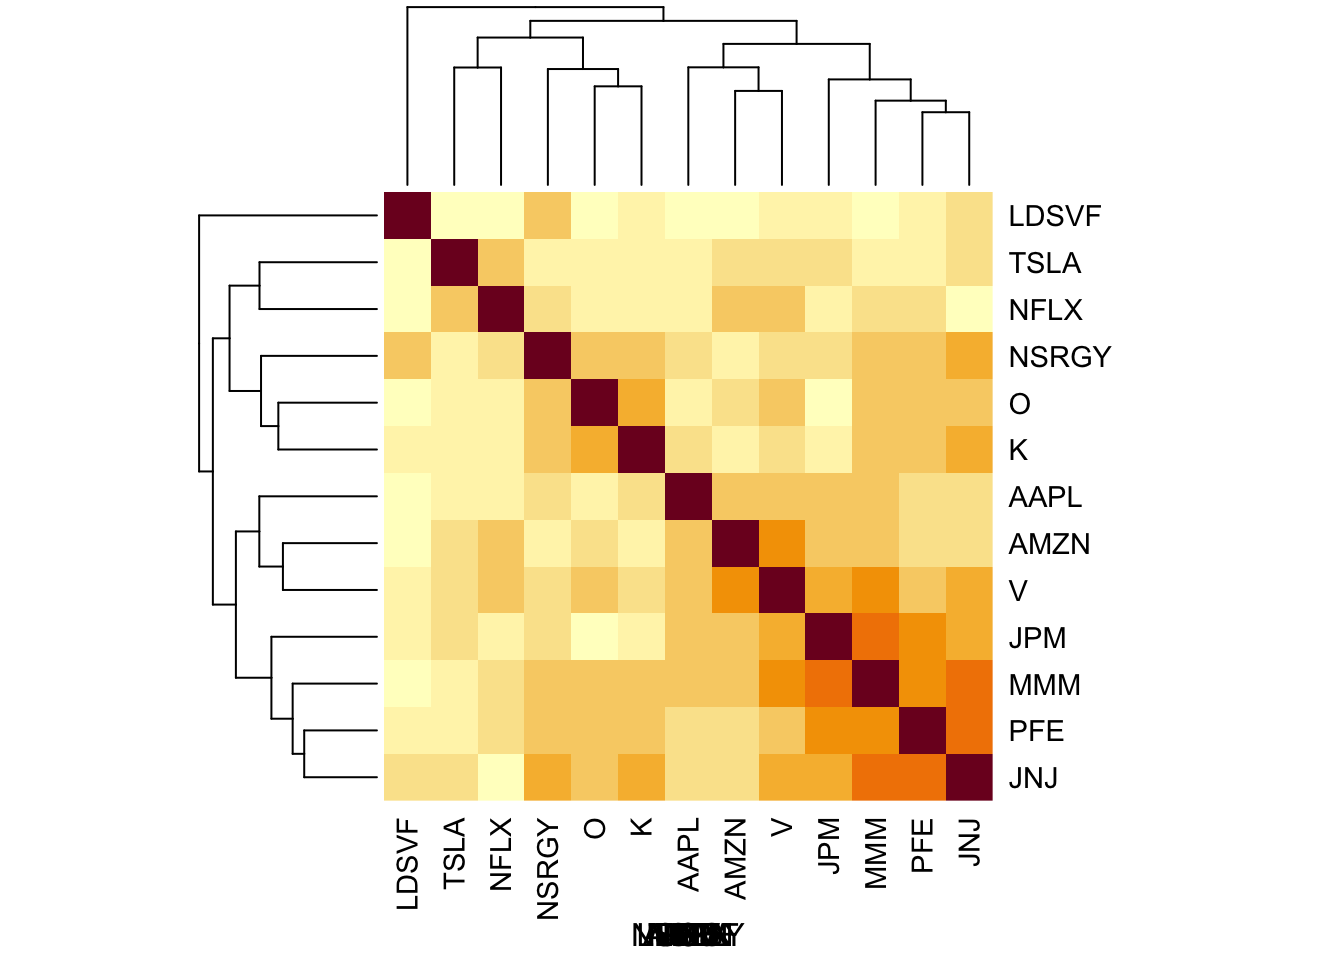 LDSVF
TSLA
NFLX
NSRGY
O
K
AAPL
AMZN
V
JPM
MMM
PFE
JNJ
LDSVF TSLA NFLX NSRGY O K AAPL AMZN V JPM MMM PFE JNJ